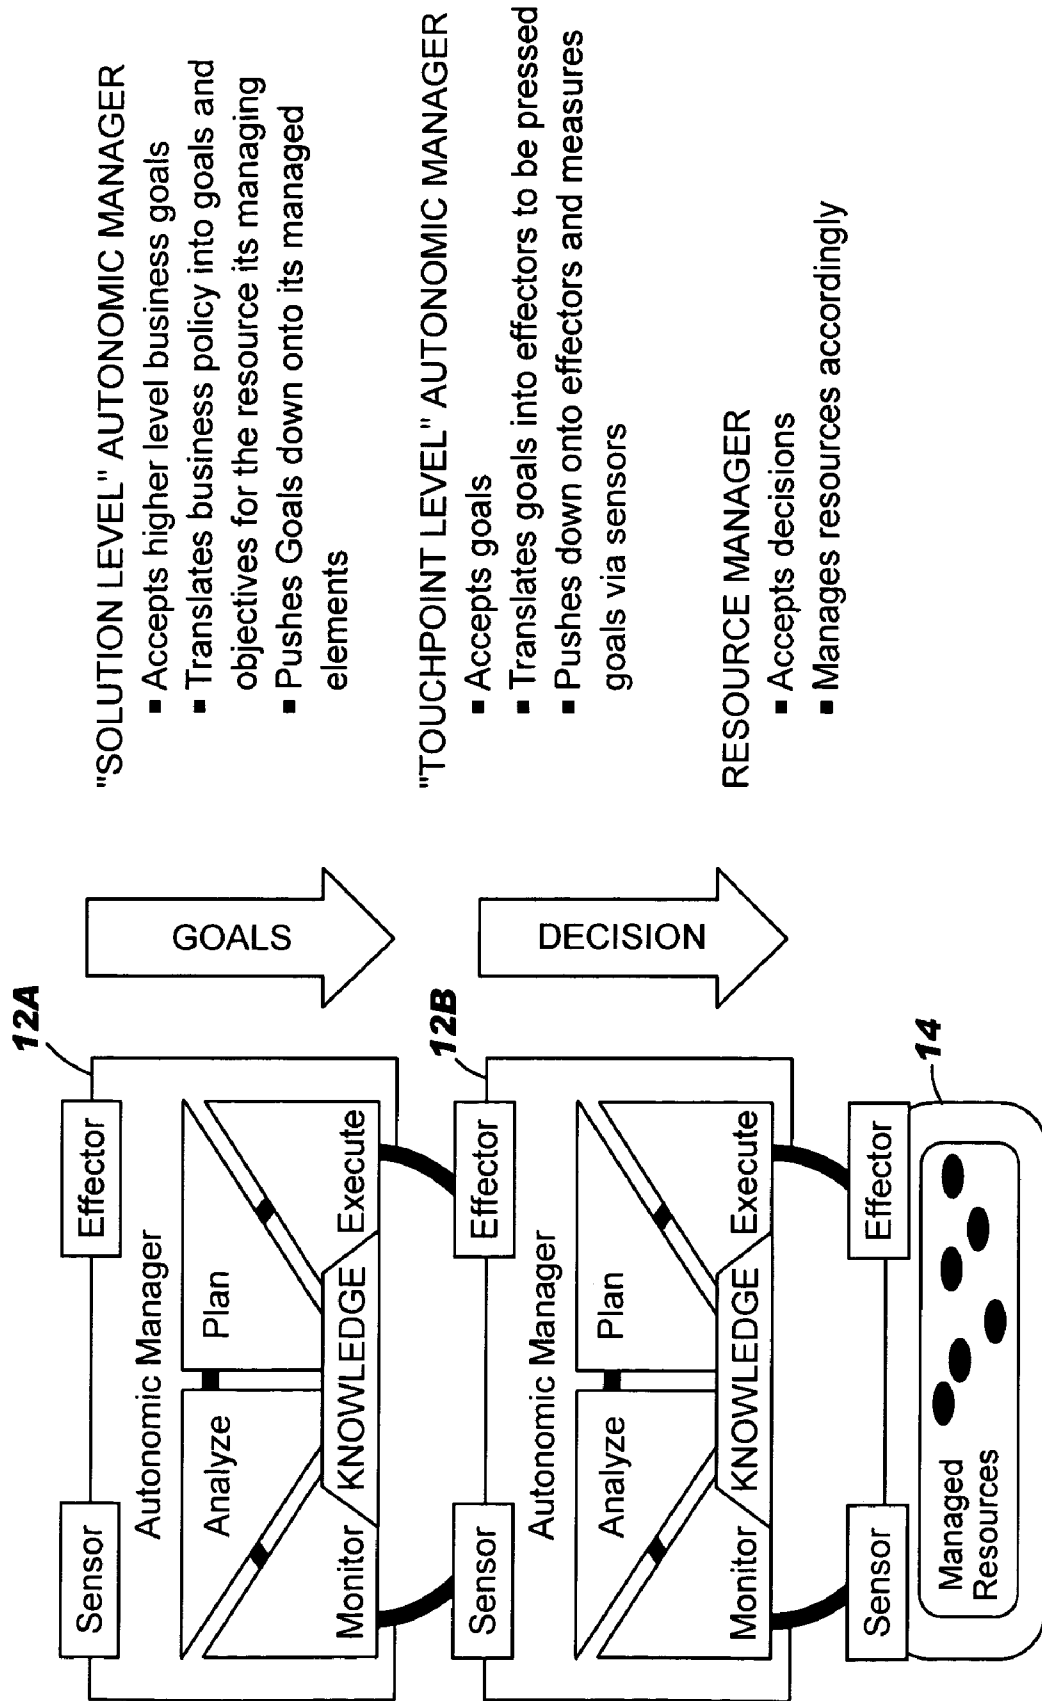 12A
Sensor
Effector
Autonomic Manager
Analyze
Plan
Monitor
KNOWLEDGE
Execute
GOALS
"SOLUTION LEVEL" AUTONOMIC MANAGER
▪ Accepts higher level business goals
▪ Translates business policy into goals and
objectives for the resource its managing
▪ Pushes Goals down onto its managed
elements
12B
Sensor
Effector
Autonomic Manager
Analyze
Plan
Monitor
KNOWLEDGE
Execute
DECISION
"TOUCHPOINT LEVEL" AUTONOMIC MANAGER
▪ Accepts goals
▪ Translates goals into effectors to be pressed
▪ Pushes down onto effectors and measures
goals via sensors
Sensor
Effector
14
Managed
Resources
RESOURCE MANAGER
▪ Accepts decisions
▪ Manages resources accordingly